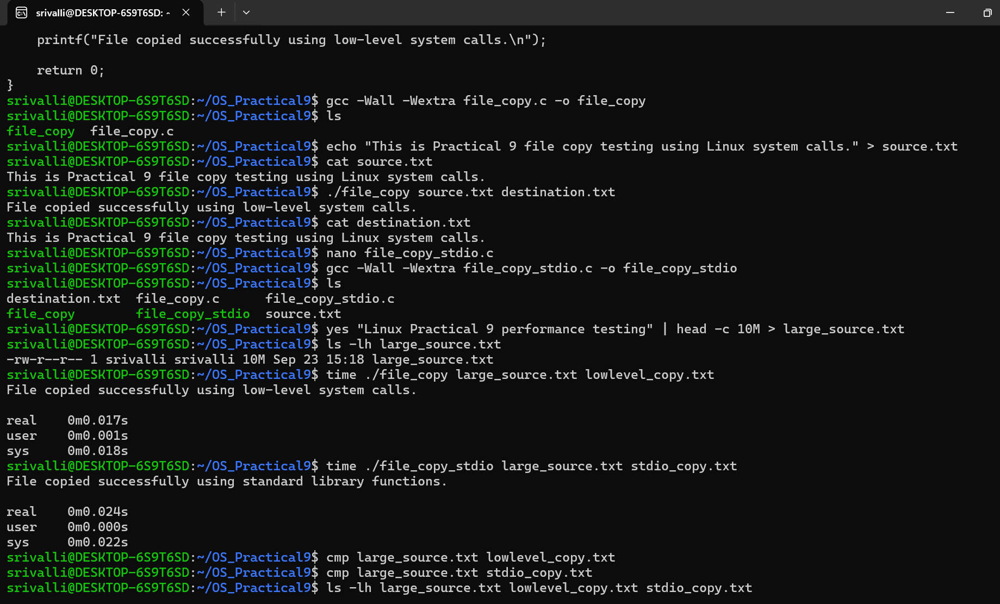 srivalli@DESKTOP-6S9T6SD: ~
    printf("File copied successfully using low-level system calls.\n");
    return 0;
}
srivalli@DESKTOP-6S9T6SD:~/OS_Practical9$ gcc -Wall -Wextra file_copy.c -o file_copy
srivalli@DESKTOP-6S9T6SD:~/OS_Practical9$ ls
file_copy  file_copy.c
srivalli@DESKTOP-6S9T6SD:~/OS_Practical9$ echo "This is Practical 9 file copy testing using Linux system calls." > source.txt
srivalli@DESKTOP-6S9T6SD:~/OS_Practical9$ cat source.txt
This is Practical 9 file copy testing using Linux system calls.
srivalli@DESKTOP-6S9T6SD:~/OS_Practical9$ ./file_copy source.txt destination.txt
File copied successfully using low-level system calls.
srivalli@DESKTOP-6S9T6SD:~/OS_Practical9$ cat destination.txt
This is Practical 9 file copy testing using Linux system calls.
srivalli@DESKTOP-6S9T6SD:~/OS_Practical9$ nano file_copy_stdio.c
srivalli@DESKTOP-6S9T6SD:~/OS_Practical9$ gcc -Wall -Wextra file_copy_stdio.c -o file_copy_stdio
srivalli@DESKTOP-6S9T6SD:~/OS_Practical9$ ls
destination.txt  file_copy.c      file_copy_stdio.c
file_copy        file_copy_stdio  source.txt
srivalli@DESKTOP-6S9T6SD:~/OS_Practical9$ yes "Linux Practical 9 performance testing" | head -c 10M > large_source.txt
srivalli@DESKTOP-6S9T6SD:~/OS_Practical9$ ls -lh large_source.txt
-rw-r--r-- 1 srivalli srivalli 10M Sep 23 15:18 large_source.txt
srivalli@DESKTOP-6S9T6SD:~/OS_Practical9$ time ./file_copy large_source.txt lowlevel_copy.txt
File copied successfully using low-level system calls.
real    0m0.017s
user    0m0.001s
sys     0m0.018s
srivalli@DESKTOP-6S9T6SD:~/OS_Practical9$ time ./file_copy_stdio large_source.txt stdio_copy.txt
File copied successfully using standard library functions.
real    0m0.024s
user    0m0.000s
sys     0m0.022s
srivalli@DESKTOP-6S9T6SD:~/OS_Practical9$ cmp large_source.txt lowlevel_copy.txt
srivalli@DESKTOP-6S9T6SD:~/OS_Practical9$ cmp large_source.txt stdio_copy.txt
srivalli@DESKTOP-6S9T6SD:~/OS_Practical9$ ls -lh large_source.txt lowlevel_copy.txt stdio_copy.txt